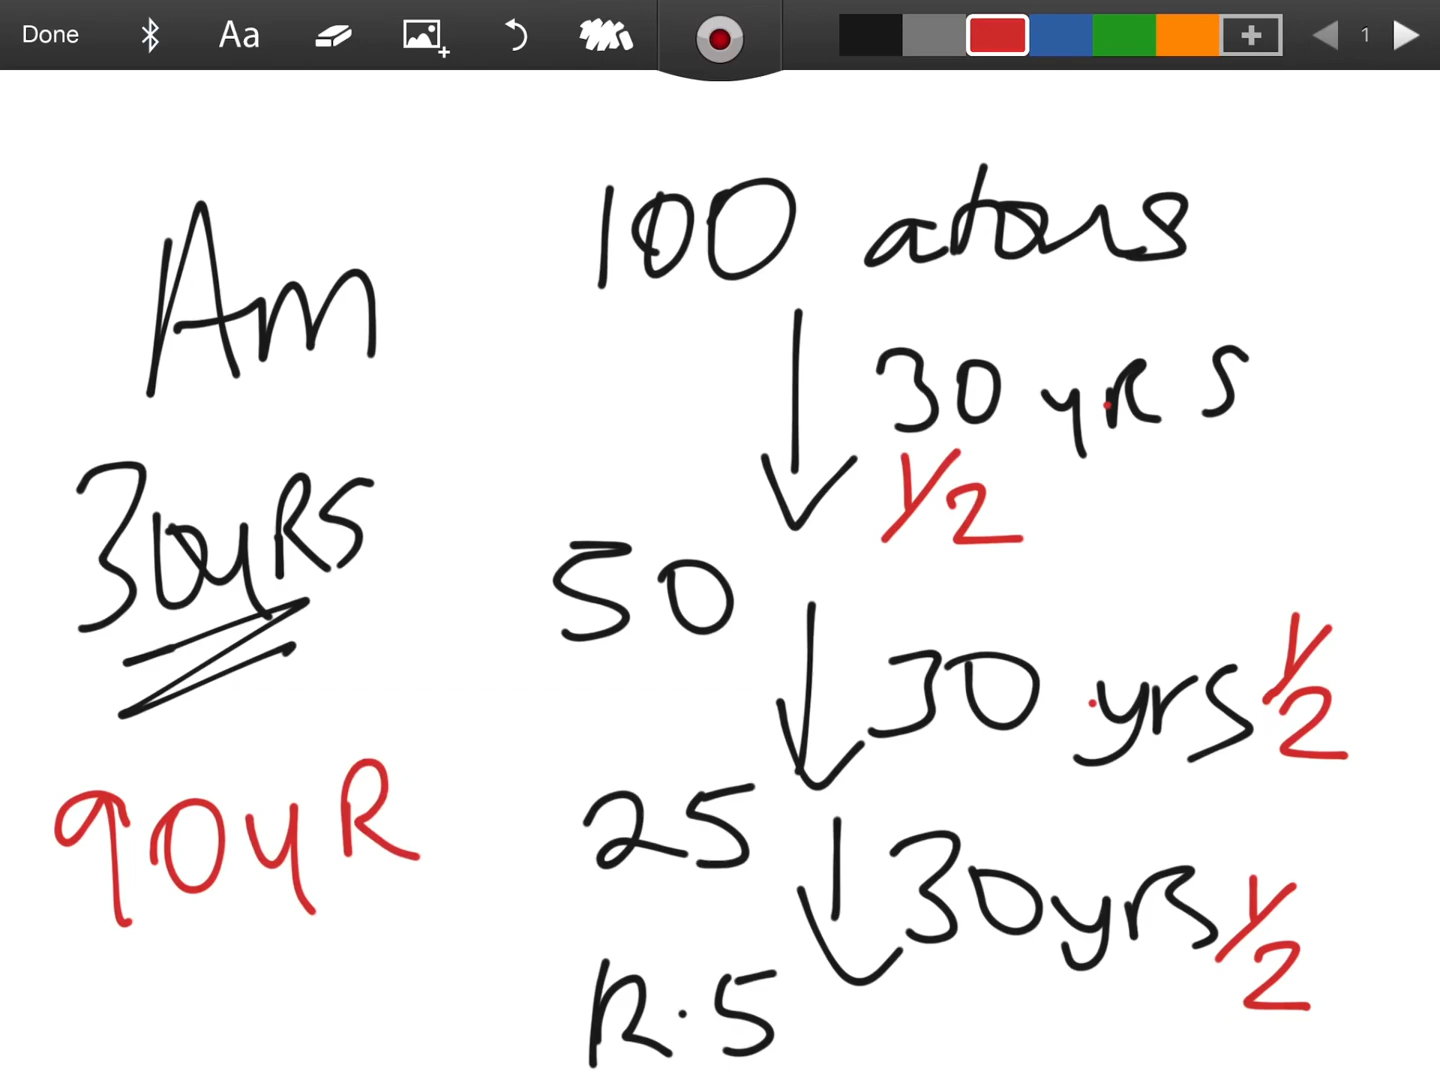 Done Aa 1
100 atoms
Am
30 yRS
1/2
30yRS
50
30 yrs 1/2
90yR
25
30yrs 1/2
12.5